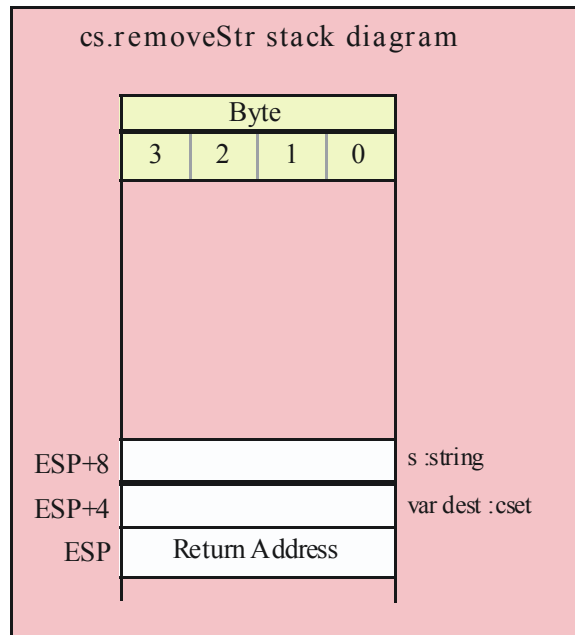 cs.removeStr stack diagram
Byte
3 2 1 0
ESP+8 s :string
ESP+4 var dest :cset
ESP Return Address